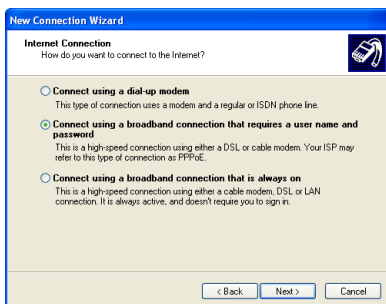 New Connection Wizard
Internet Connection
How do you want to connect to the Internet?
Connect using a dial-up modem
This type of connection uses a modem and a regular or ISDN phone line.
Connect using a broadband connection that requires a user name and
password
This is a high-speed connection using either a DSL or cable modem. Your ISP may
refer to this type of connection as PPPoE.
Connect using a broadband connection that is always on
This is a high-speed connection using either a cable modem, DSL or LAN
connection. It is always active, and doesn't require you to sign in.
< Back
Next >
Cancel